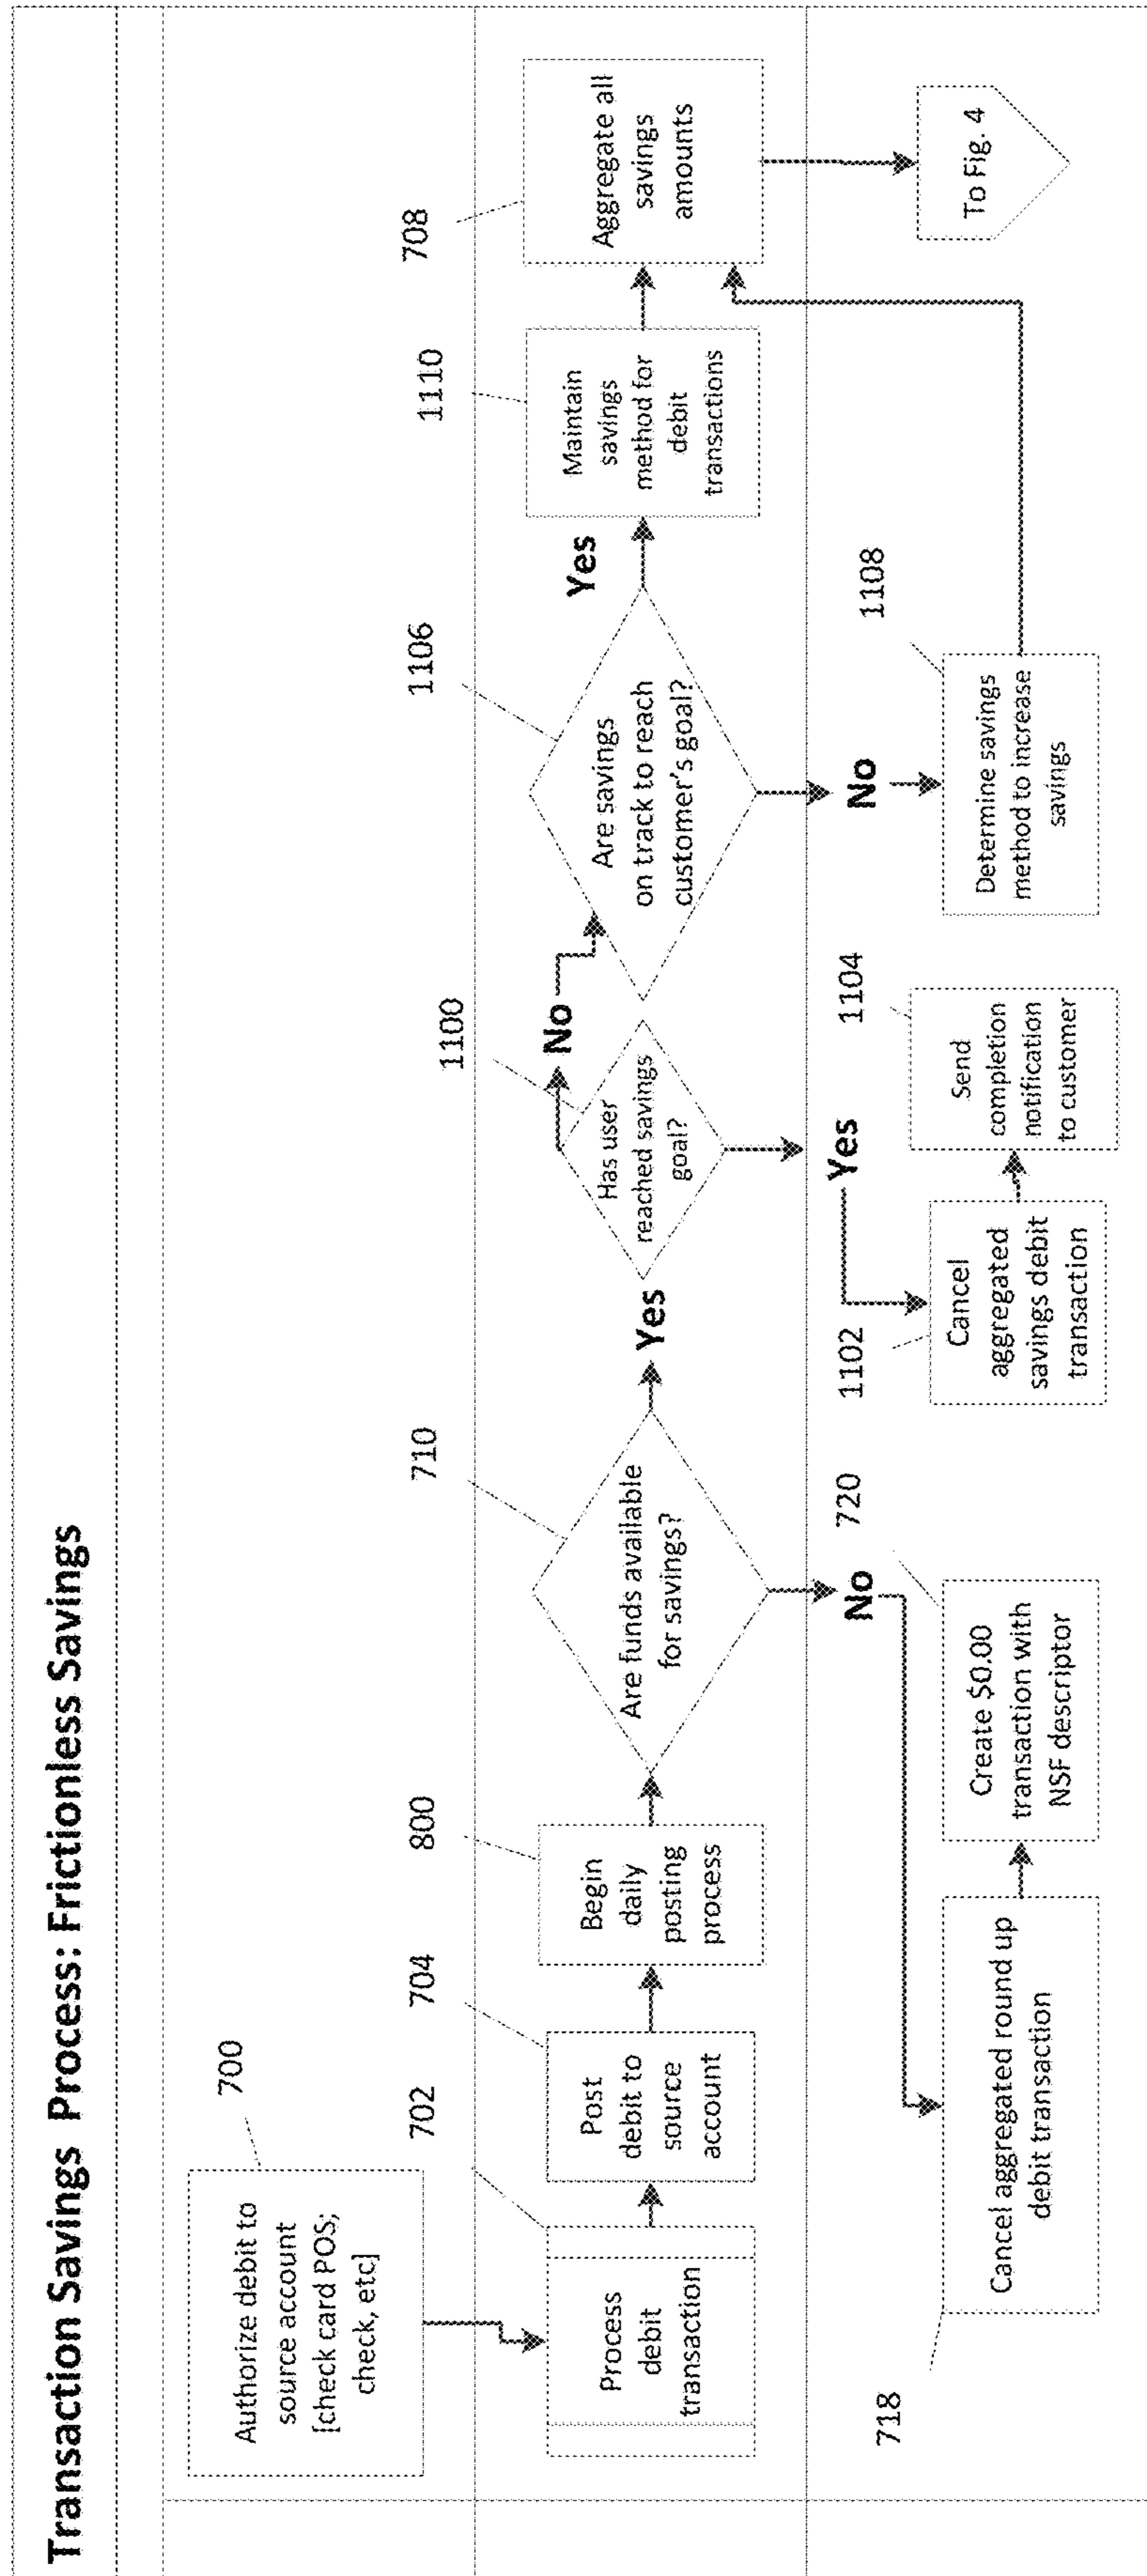 Transaction Savings Process: Frictionless Savings
700
Authorize debit to
source account
[check card POS;
check, etc]
702
Process
debit
transaction
704
Post
debit to
source
account
800
Begin
daily
posting
process
710
Are funds available
for savings?
Yes
No
718
Cancel aggregated round up
debit transaction
720
Create $0.00
transaction with
NSF descriptor
1100
Has user
reached savings
goal?
No
Yes
1102
Cancel
aggregated
savings debit
transaction
1104
Send
completion
notification
to customer
1106
Are savings
on track to reach
customer's goal?
Yes
No
1108
Determine savings
method to increase
savings
1110
Maintain
savings
method for
debit
transactions
708
Aggregate all
savings
amounts
To Fig. 4